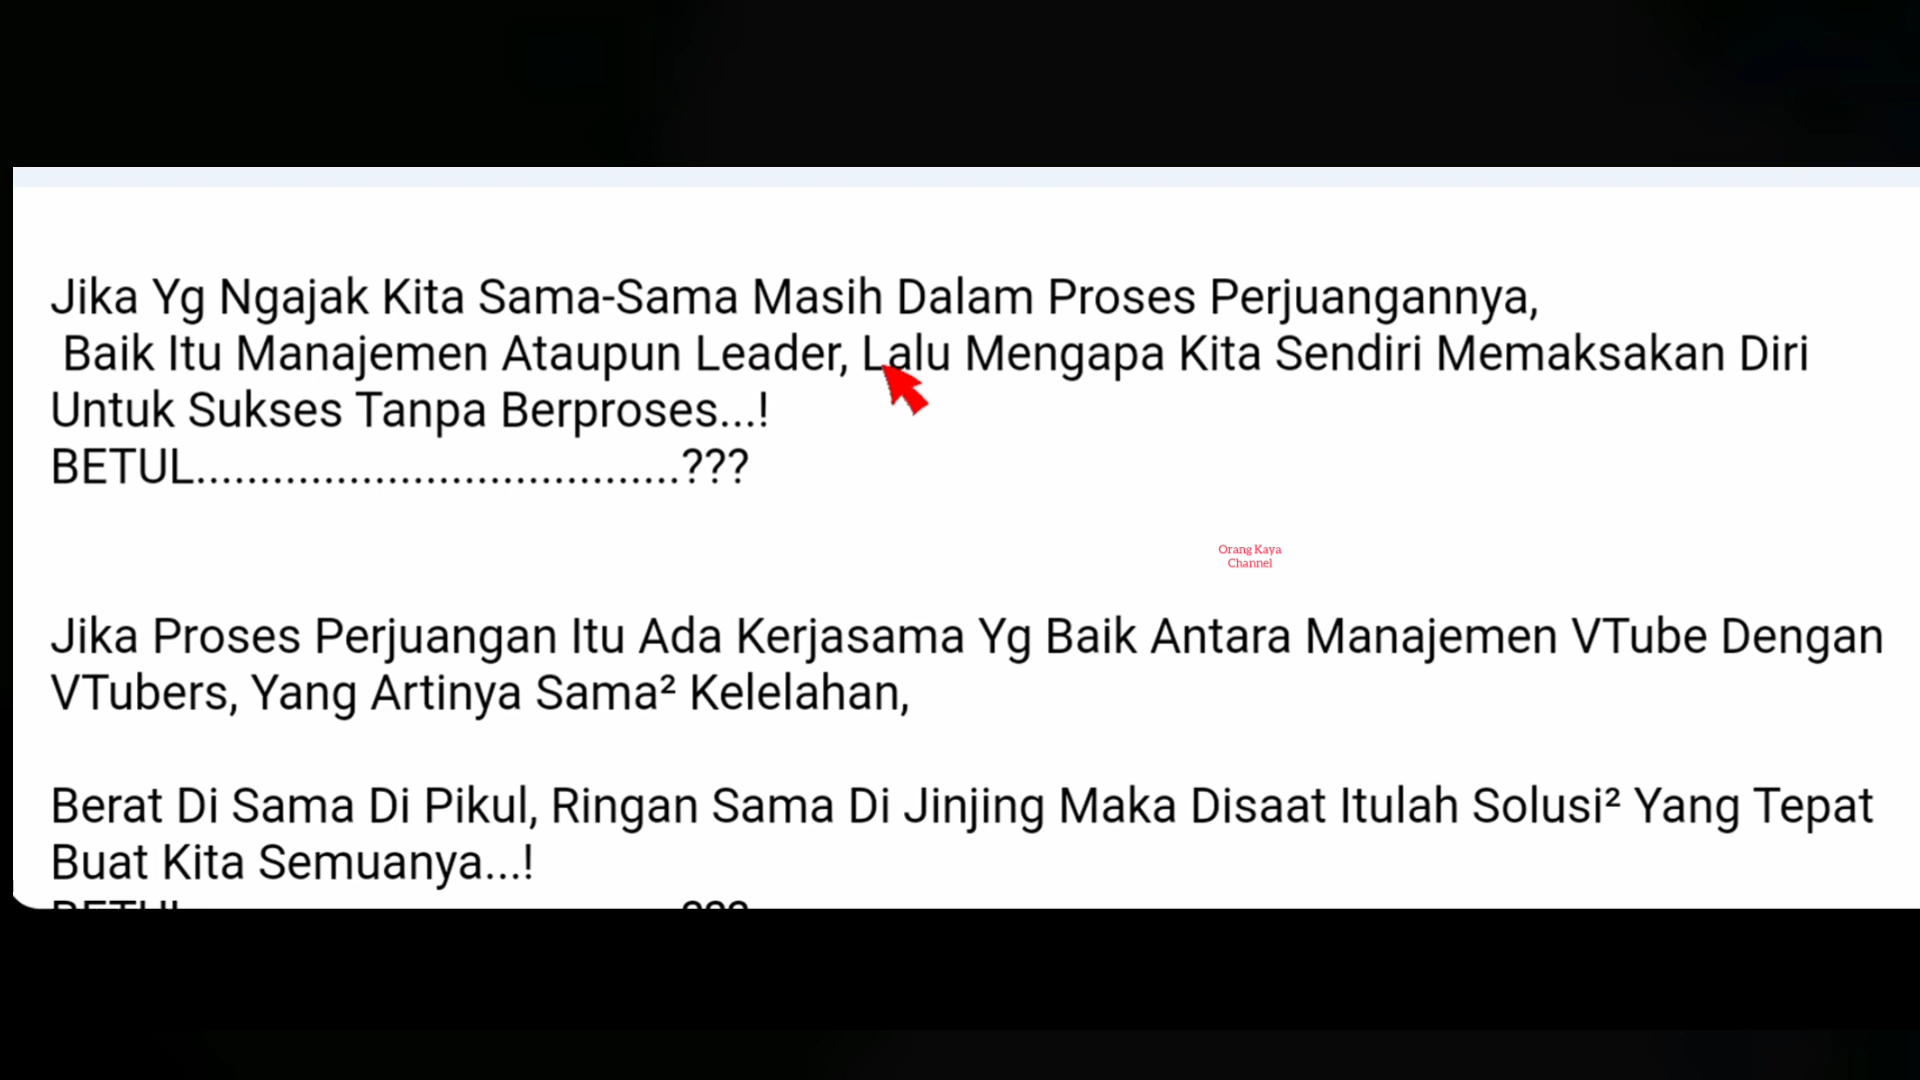 Jika Yg Ngajak Kita Sama-Sama Masih Dalam Proses Perjuangannya,
Baik Itu Manajemen Ataupun Leader, Lalu Mengapa Kita Sendiri Memaksakan Diri
Untuk Sukses Tanpa Berproses...!
BETUL......................................???
Orang Kaya
Channel
Jika Proses Perjuangan Itu Ada Kerjasama Yg Baik Antara Manajemen VTube Dengan
VTubers, Yang Artinya Sama² Kelelahan,
Berat Di Sama Di Pikul, Ringan Sama Di Jinjing Maka Disaat Itulah Solusi² Yang Tepat
Buat Kita Semuanya...!